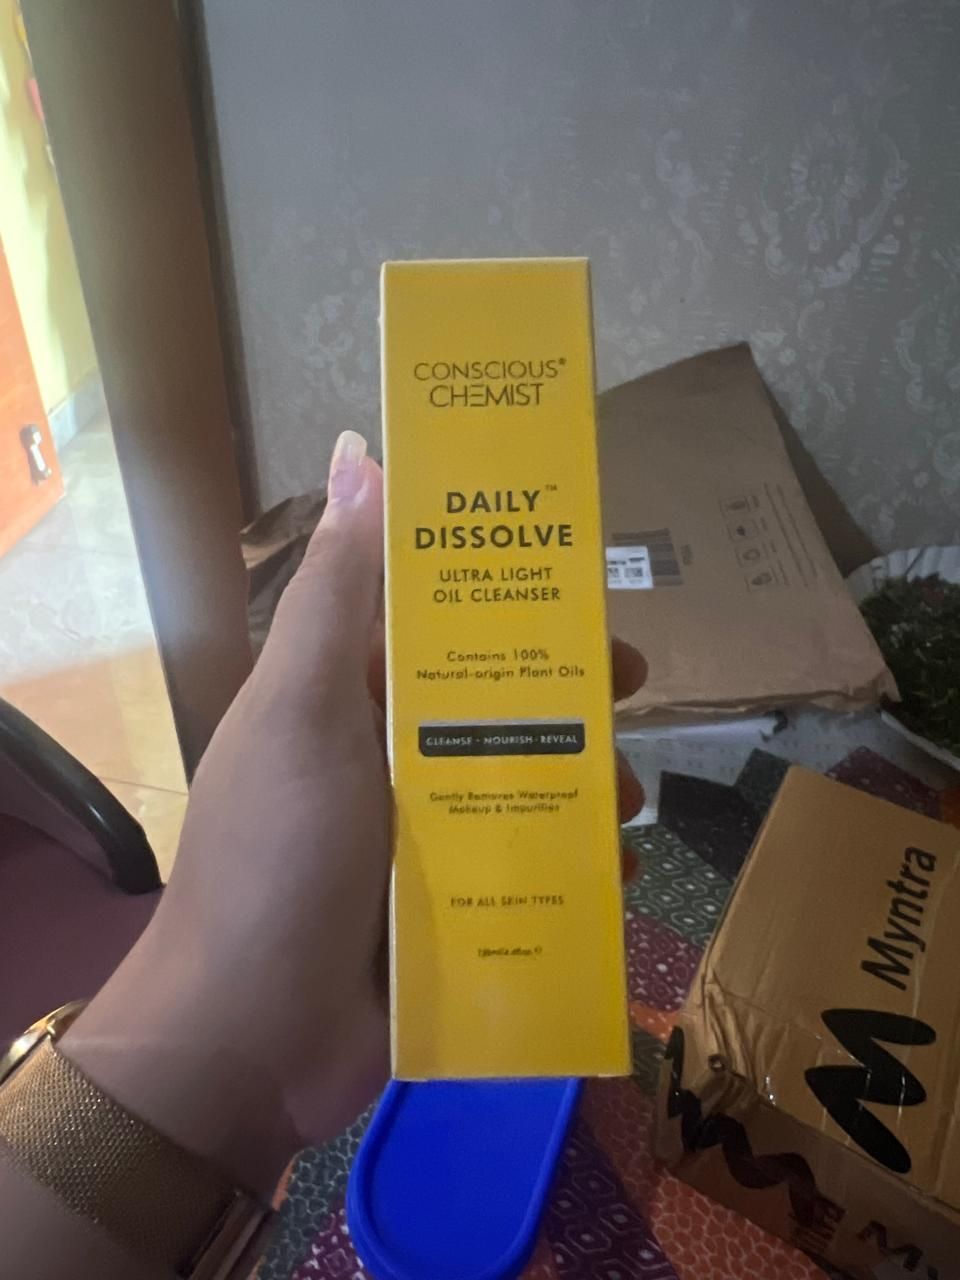 CONSCIOUS®
CHEMIST
DAILY™
DISSOLVE
ULTRA LIGHT
OIL CLEANSER
Contains 100%
Natural-origin Plant Oils
CLEANSE · NOURISH · REVEAL
Gently Removes Waterproof
Makeup & Impurities
FOR ALL SKIN TYPES
Myntra